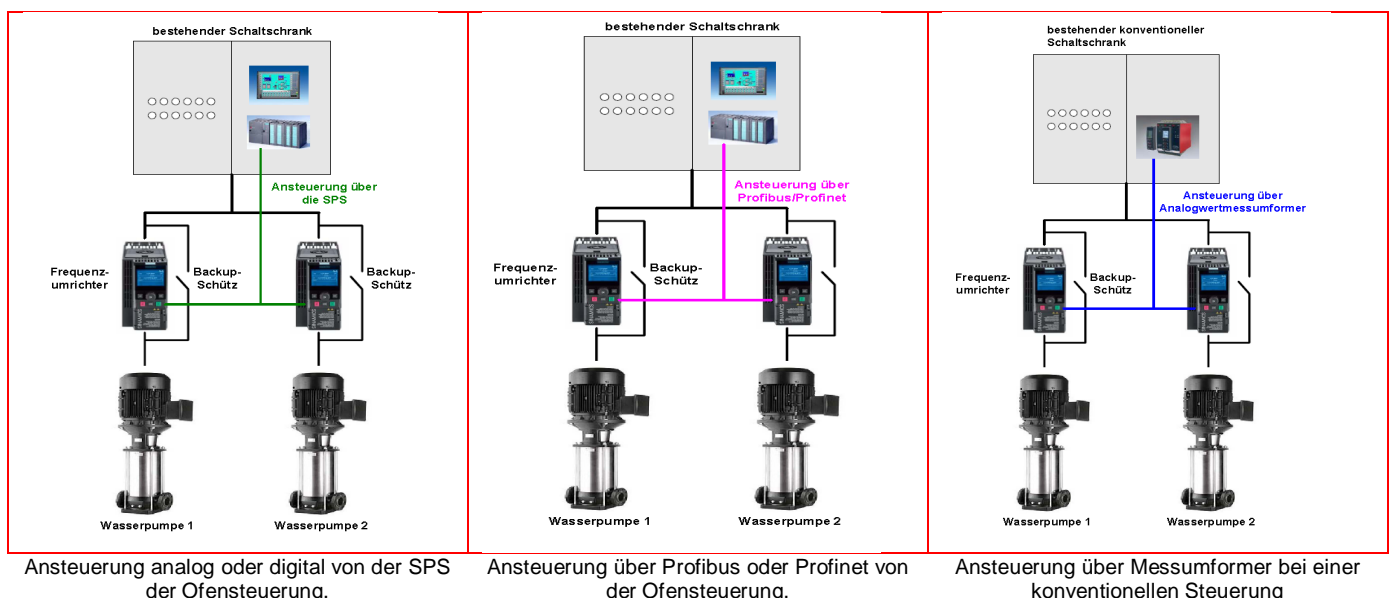 bestehender Schaltschrank
Ansteuerung über
die SPS
Frequenz-
umrichter
Backup-
Schütz
Backup-
Schütz
Wasserpumpe 1
Wasserpumpe 2
Ansteuerung analog oder digital von der SPS
der Ofensteuerung.
bestehender Schaltschrank
Ansteuerung über
Profibus/Profinet
Frequenz-
umrichter
Backup-
Schütz
Wasserpumpe 1
Wasserpumpe 2
Ansteuerung über Profibus oder Profinet von
der Ofensteuerung.
bestehender konventioneller
Schaltschrank
Ansteuerung über
Analogwertmessumformer
Frequenz-
umrichter
Backup-
Schütz
Wasserpumpe 1
Wasserpumpe 2
Ansteuerung über Messumformer bei einer
konventionellen Steuerung